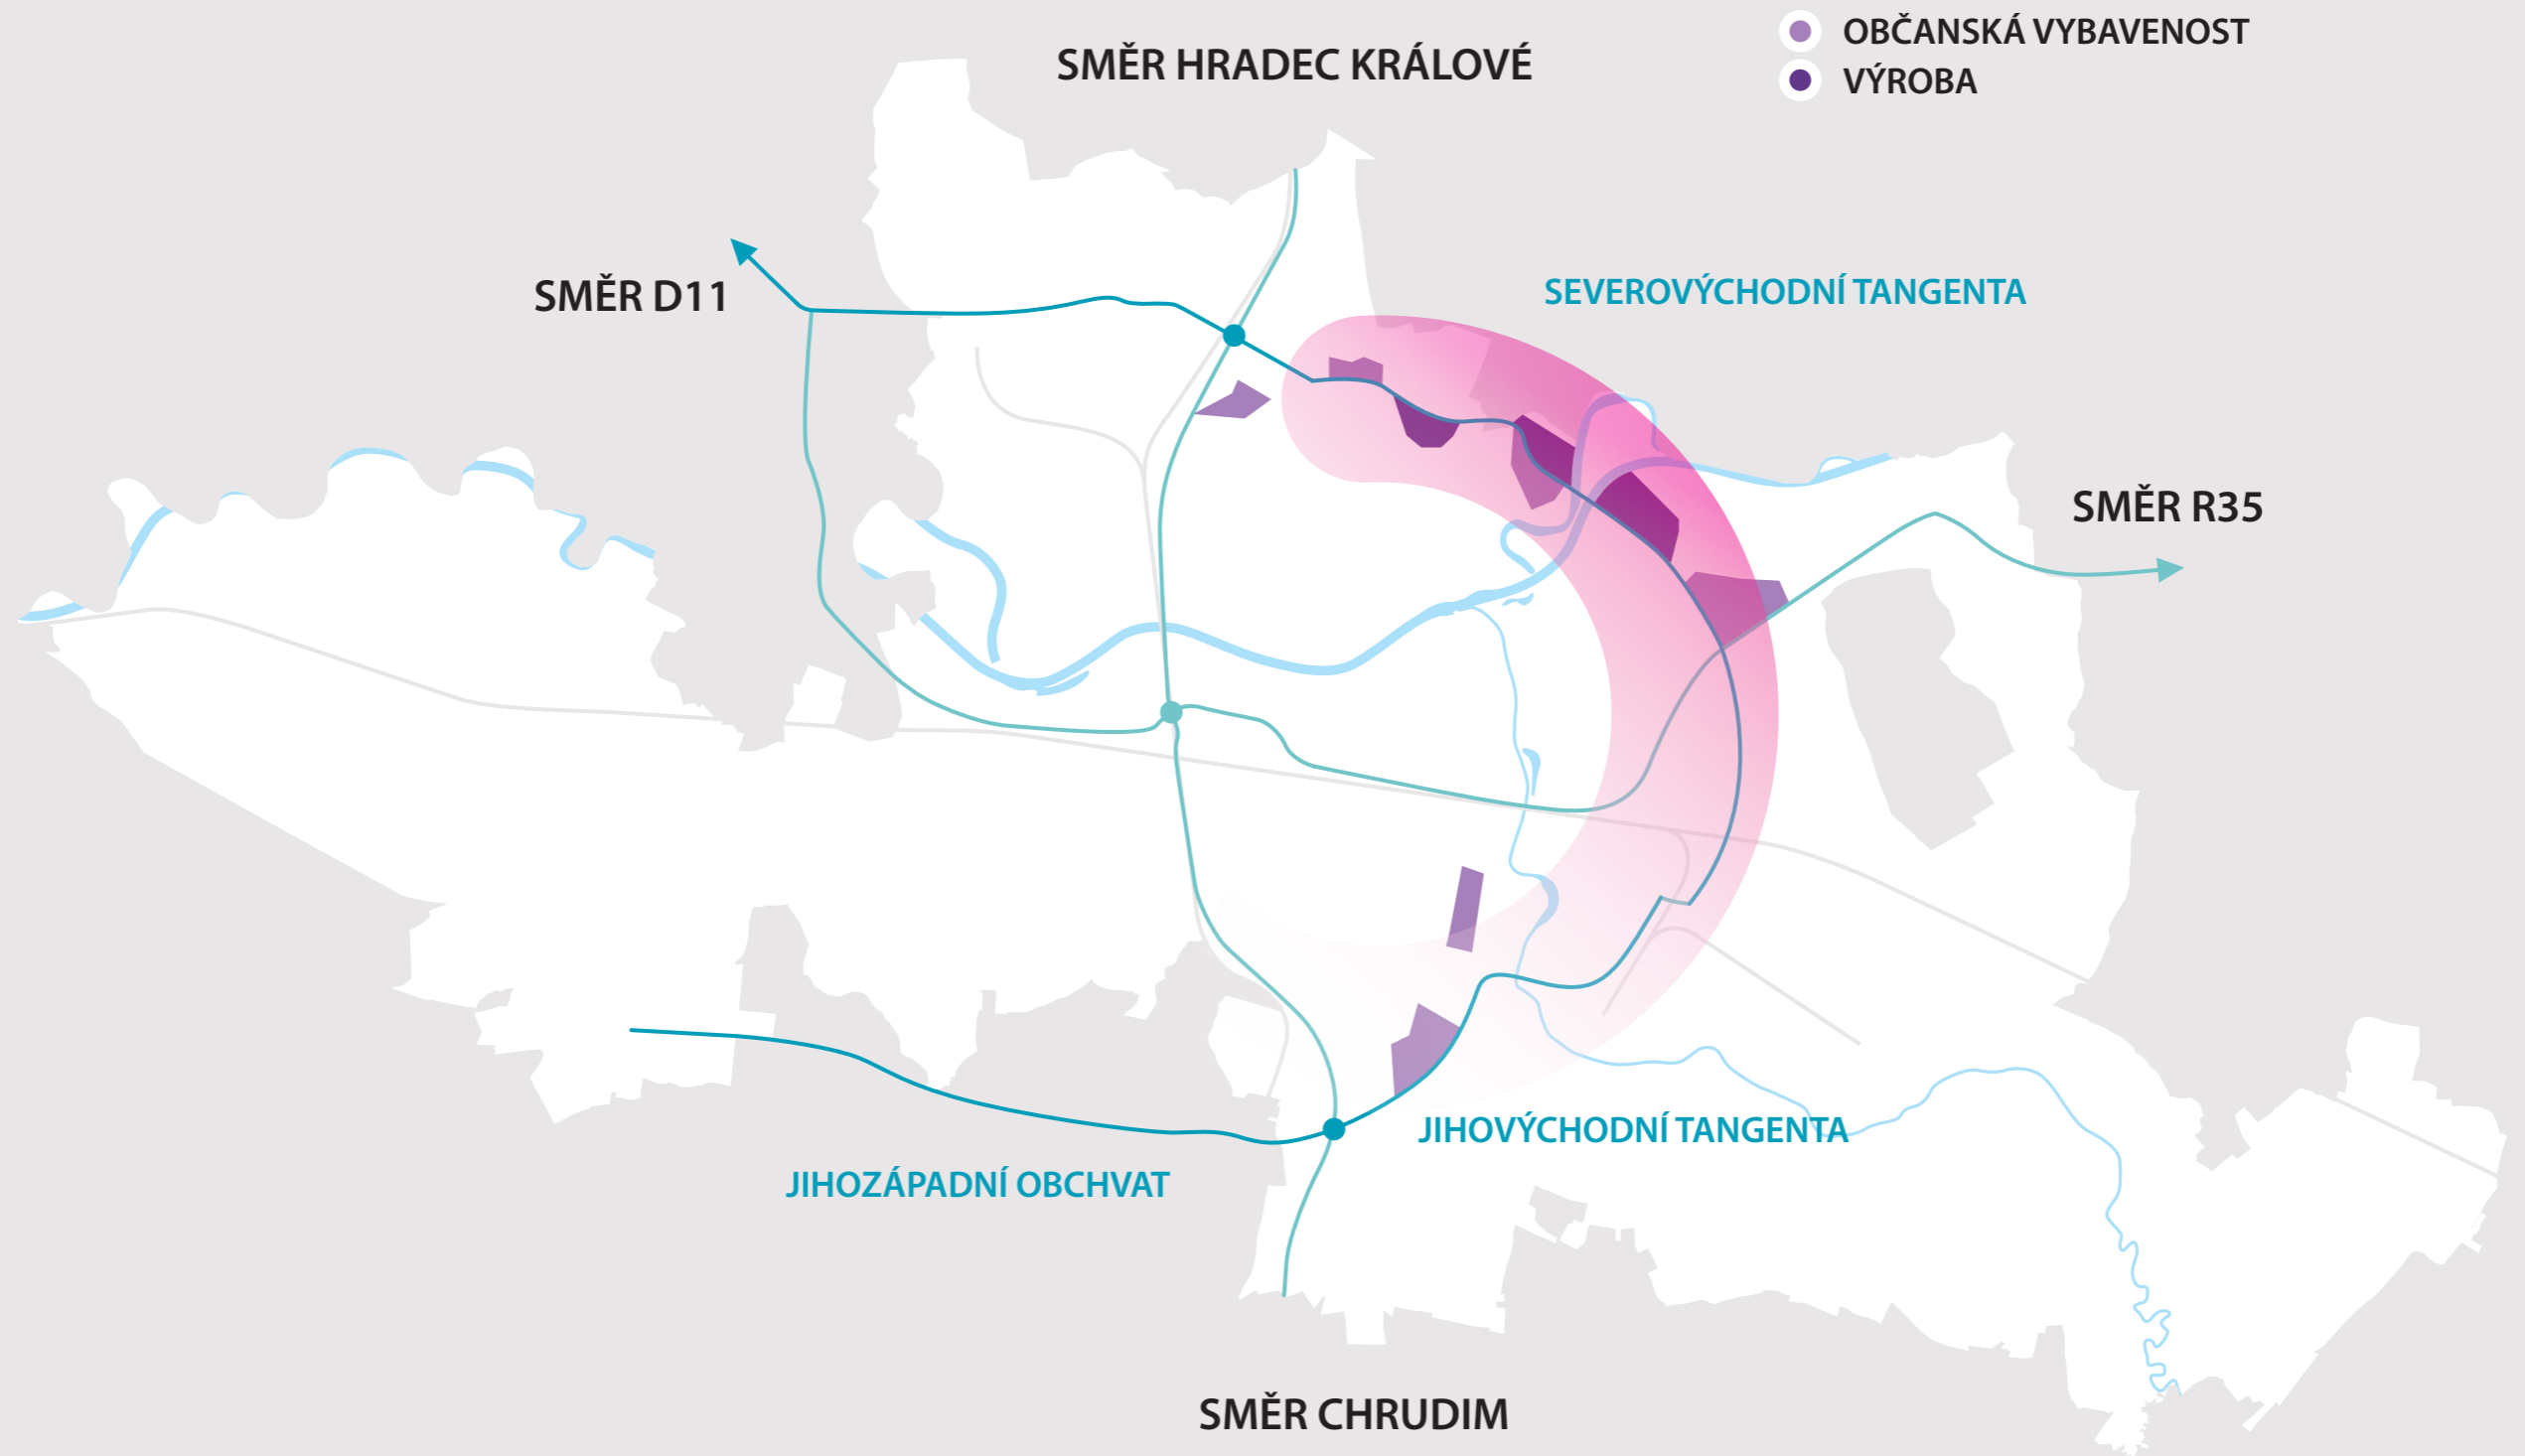 OBČANSKÁ VYBAVENOST
SMĚR HRADEC KRÁLOVÉ
VÝROBA
SMĚR D11
SEVEROVÝCHODNÍ TANGENTA
SMĚR R35
JIHOVÝCHODNÍ TANGENTA
JIHOZÁPADNÍ OBCHVAT
SMĚR CHRUDIM